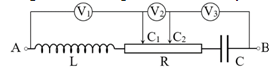 V₁ V₂ V₃
A C₁ C₂ B
L R C